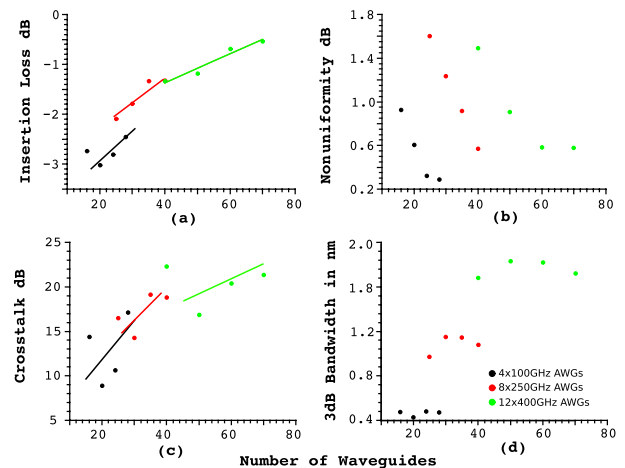 Insertion Loss dB
0
−1
−2
−3
20 40 60 80
(a)
Nonuniformity dB
1.8
1.4
1.0
0.6
0.2
20 40 60 80
(b)
Crosstalk dB
25
20
15
10
5
20 40 60 80
(c)
3dB Bandwidth in nm
2.0
1.8
1.2
0.8
0.4
20 40 60 80
(d)
4x100GHz AWGs
8x250GHz AWGs
12x400GHz AWGs
Number of Waveguides